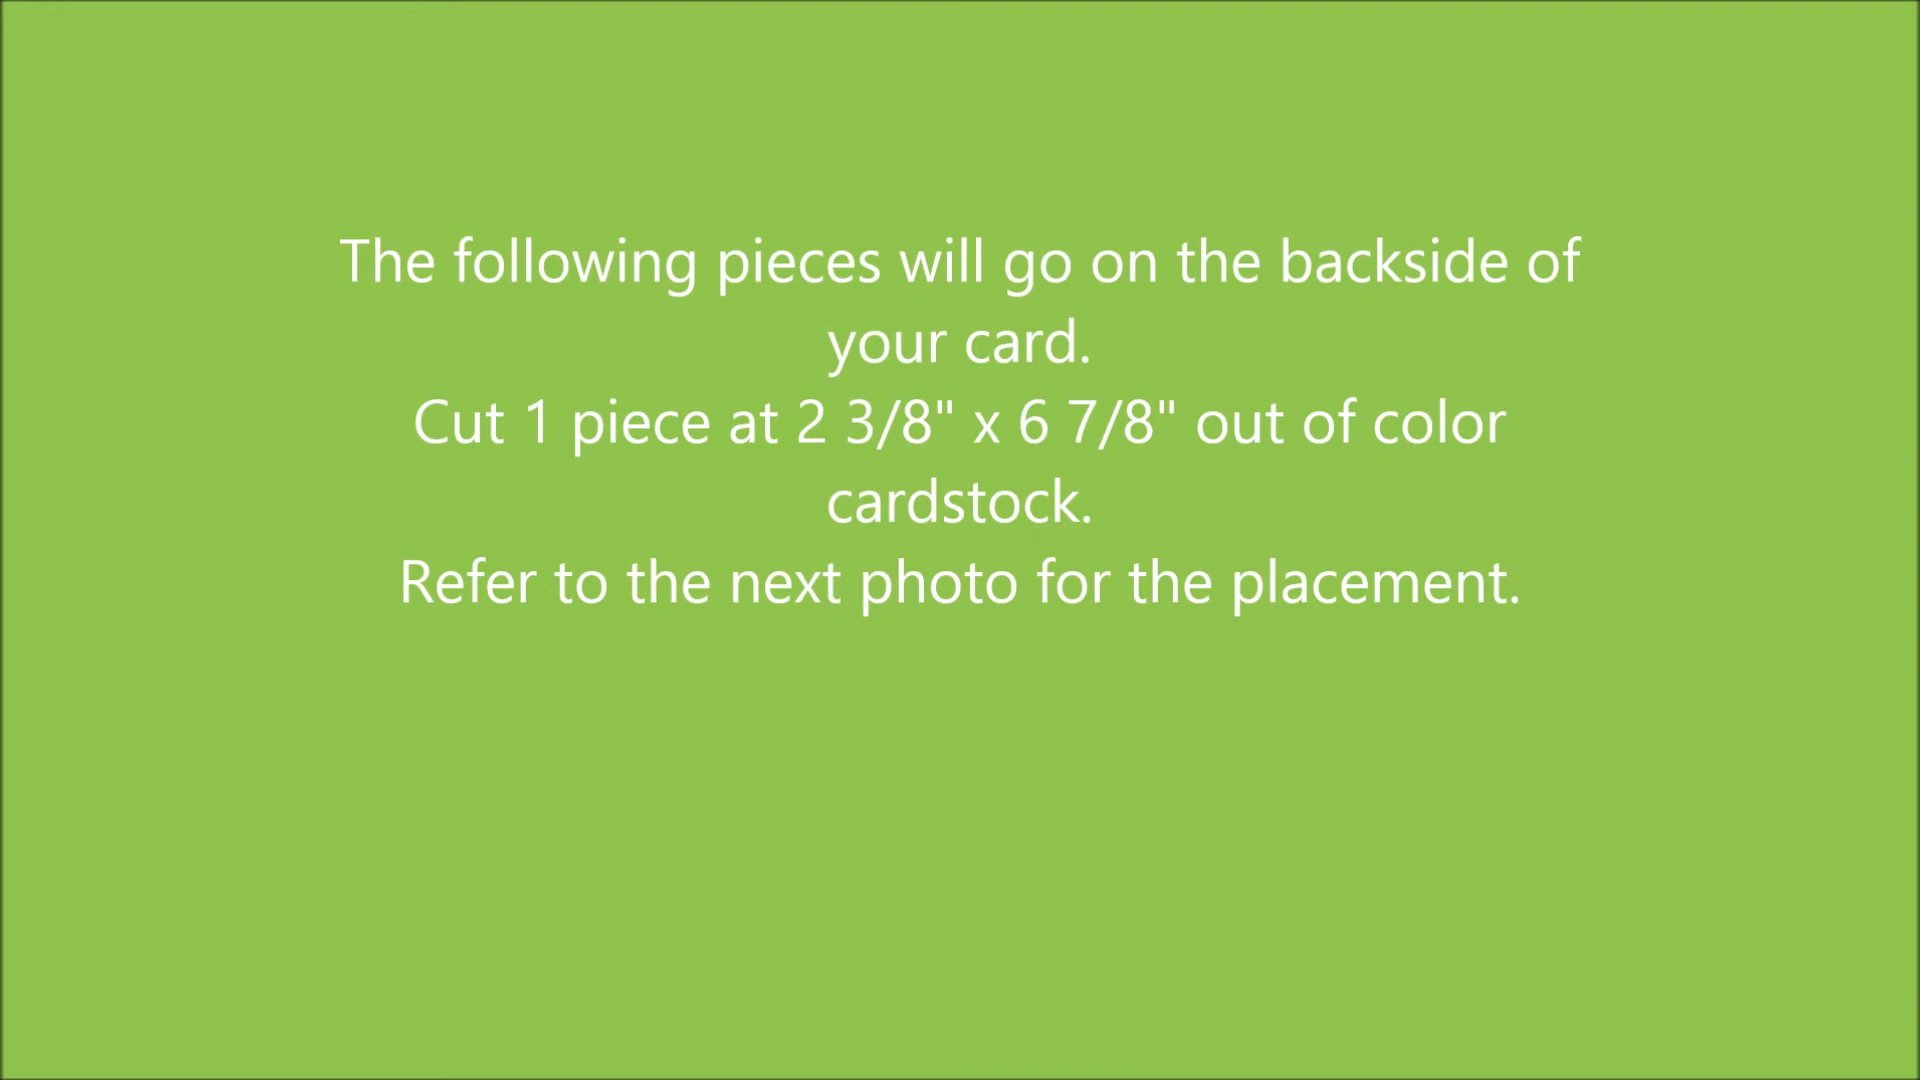 The following pieces will go on the backside of
your card.
Cut 1 piece at 2 3/8" x 6 7/8" out of color
cardstock.
Refer to the next photo for the placement.